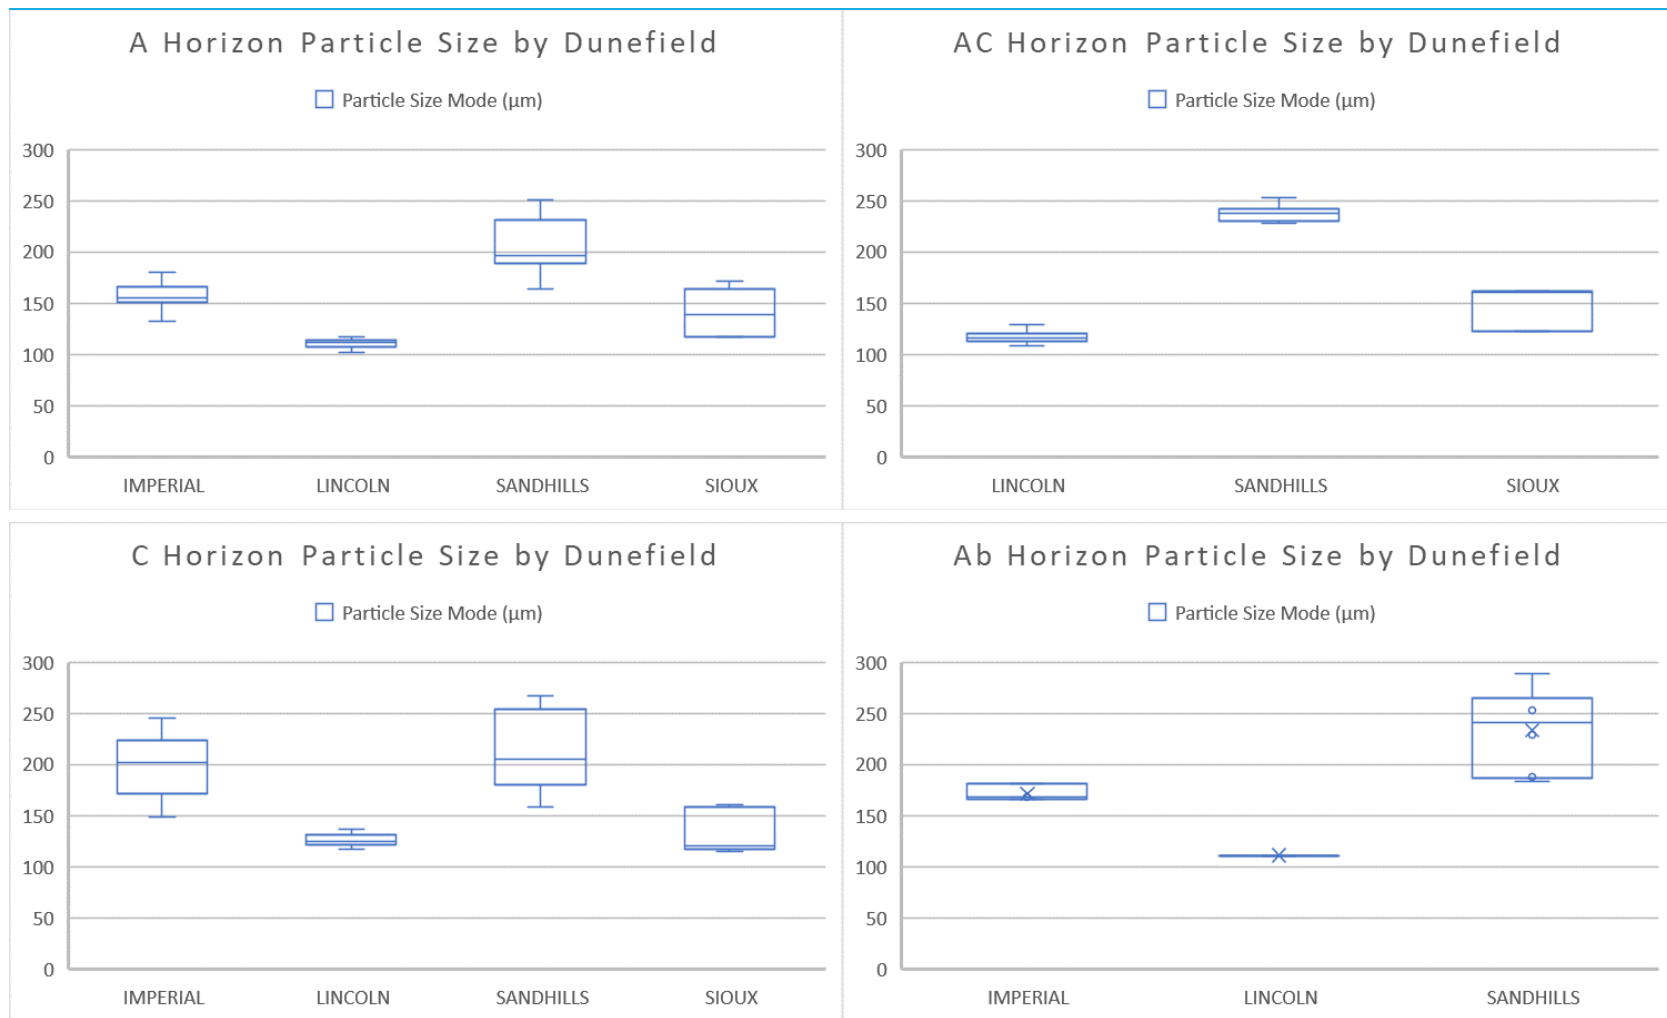 A Horizon Particle Size by Dunefield
Particle Size Mode (µm)
300
250
200
150
100
50
0
IMPERIAL LINCOLN SANDHILLS SIOUX
AC Horizon Particle Size by Dunefield
Particle Size Mode (µm)
300
250
200
150
100
50
0
LINCOLN SANDHILLS SIOUX
C Horizon Particle Size by Dunefield
Particle Size Mode (µm)
300
250
200
150
100
50
0
IMPERIAL LINCOLN SANDHILLS SIOUX
Ab Horizon Particle Size by Dunefield
Particle Size Mode (µm)
300
250
200
150
100
50
0
IMPERIAL LINCOLN SANDHILLS